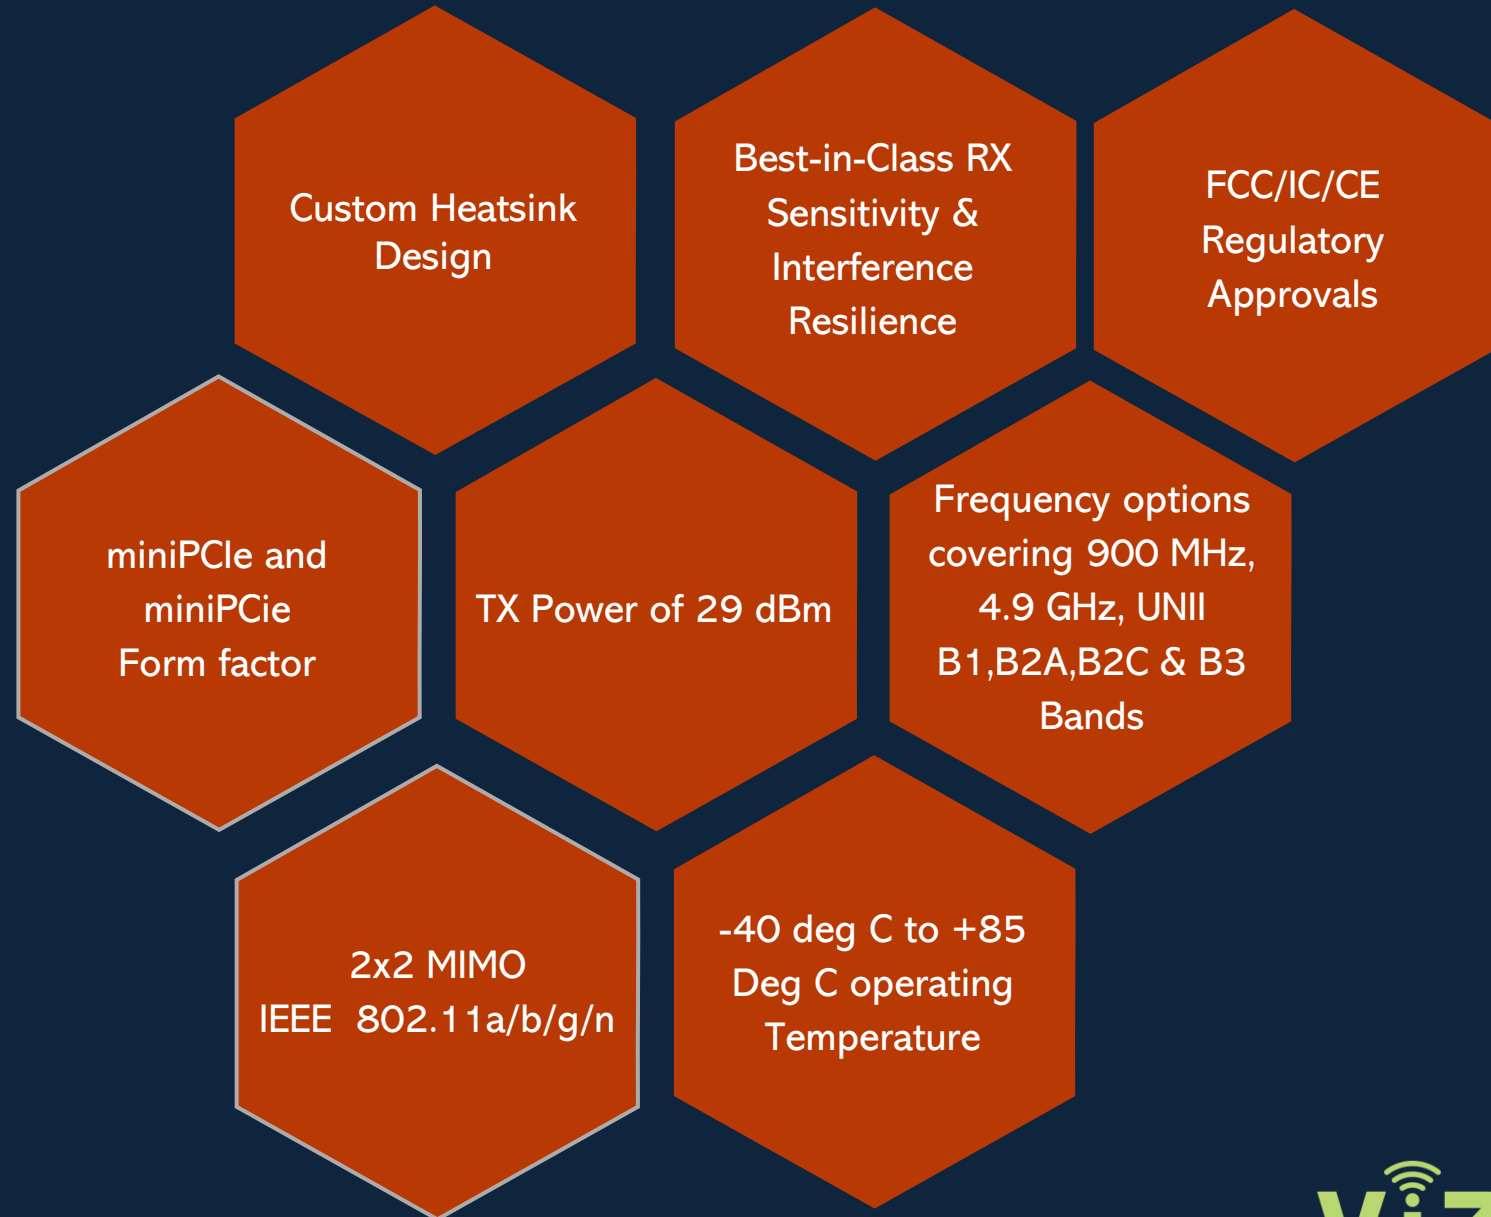 Custom Heatsink
Design
Best-in-Class RX
Sensitivity &
Interference
Resilience
FCC/IC/CE
Regulatory
Approvals
miniPCIe and
miniPCie
Form factor
TX Power of 29 dBm
Frequency options
covering 900 MHz,
4.9 GHz, UNII
B1,B2A,B2C & B3
Bands
2x2 MIMO
IEEE 802.11a/b/g/n
-40 deg C to +85
Deg C operating
Temperature